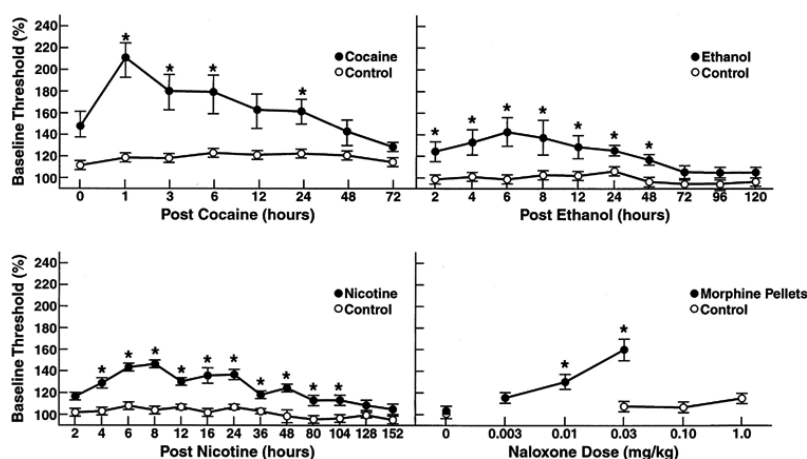 Baseline Threshold (%)
240
220
200
180
160
140
120
100
* * * *
Cocaine
Control
0 1 3 6 12 24 48 72
Post Cocaine (hours)
* * * * * * *
Ethanol
Control
2 4 6 8 12 24 48 72 96 120
Post Ethanol (hours)
Baseline Threshold (%)
240
220
200
180
160
140
120
100
* * * * * * * * * *
Nicotine
Control
2 4 6 8 12 16 24 36 48 80 104 128 152
Post Nicotine (hours)
* *
Morphine Pellets
Control
0 0.003 0.01 0.03 0.10 1.0
Naloxone Dose (mg/kg)